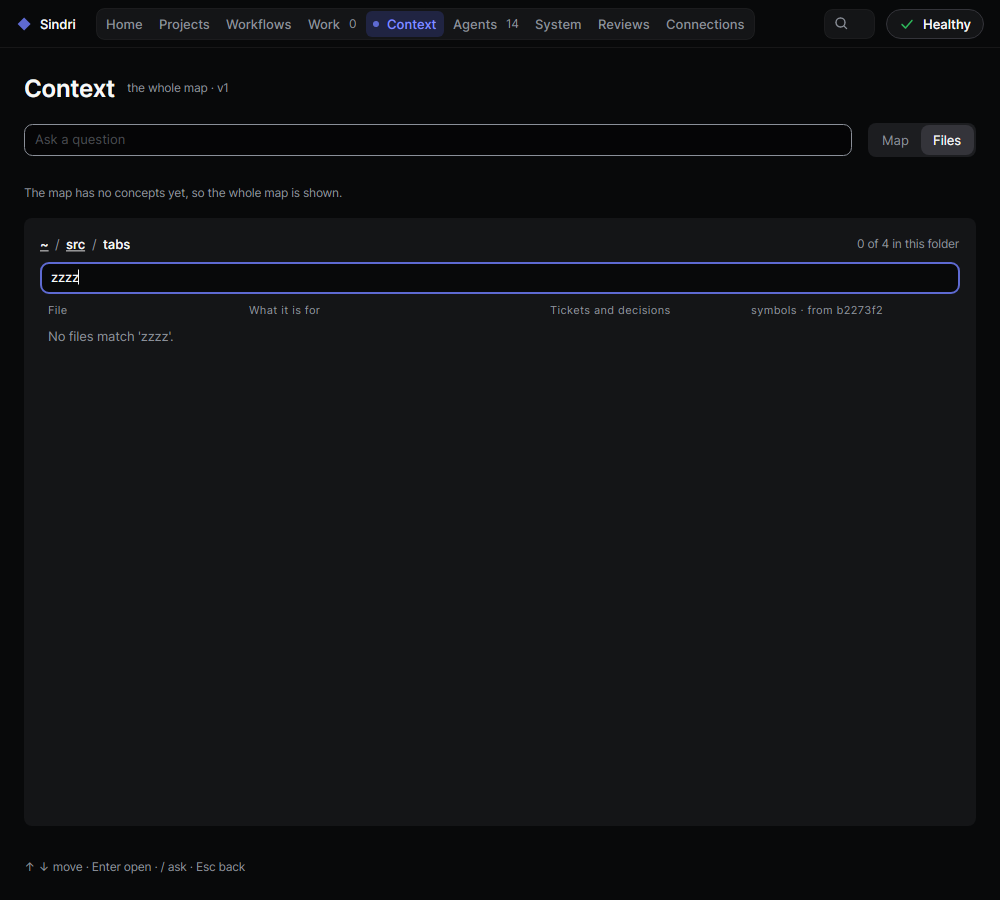 Sindri Home Projects Workflows Work 0 Context Agents 14 System Reviews Connections Healthy
Context the whole map · v1
Ask a question Map Files
The map has no concepts yet, so the whole map is shown.
~ / src / tabs 0 of 4 in this folder
zzzz
File What it is for Tickets and decisions symbols · from b2273f2
No files match 'zzzz'.
↑ ↓ move · Enter open · / ask · Esc back